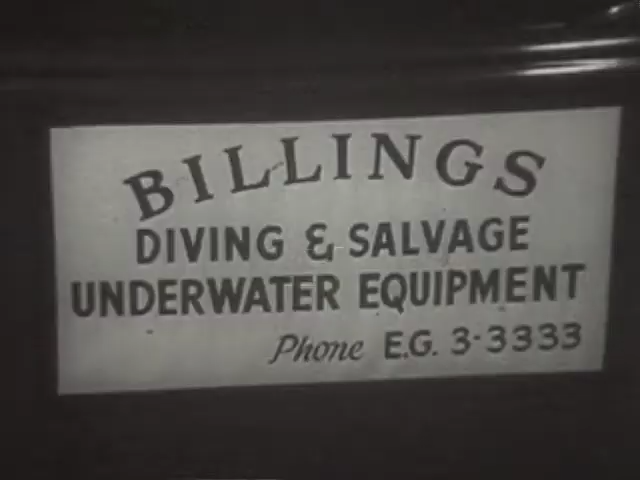 BILLINGS
DIVING & SALVAGE
UNDERWATER EQUIPMENT
Phone E.G. 3-3333